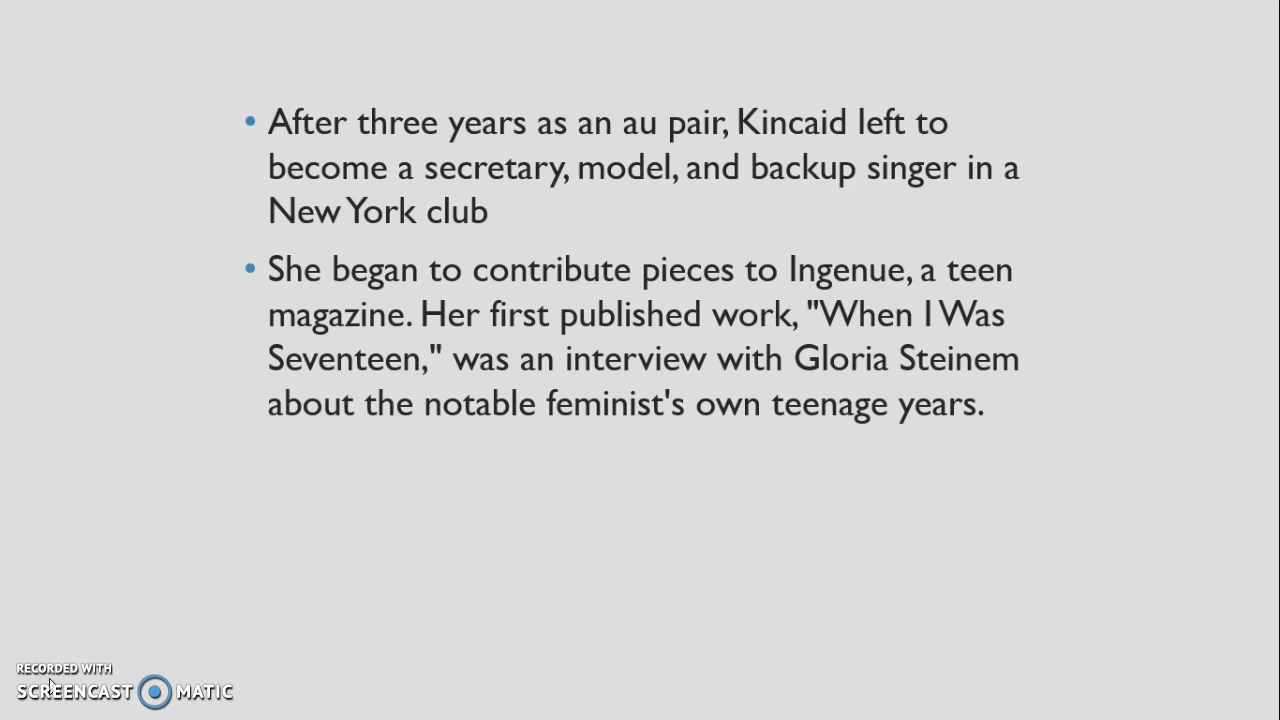 • After three years as an au pair, Kincaid left to
become a secretary, model, and backup singer in a
New York club
• She began to contribute pieces to Ingenue, a teen
magazine. Her first published work, "When I Was
Seventeen," was an interview with Gloria Steinem
about the notable feminist's own teenage years.
RECORDED WITH
SCREENCAST MATIC